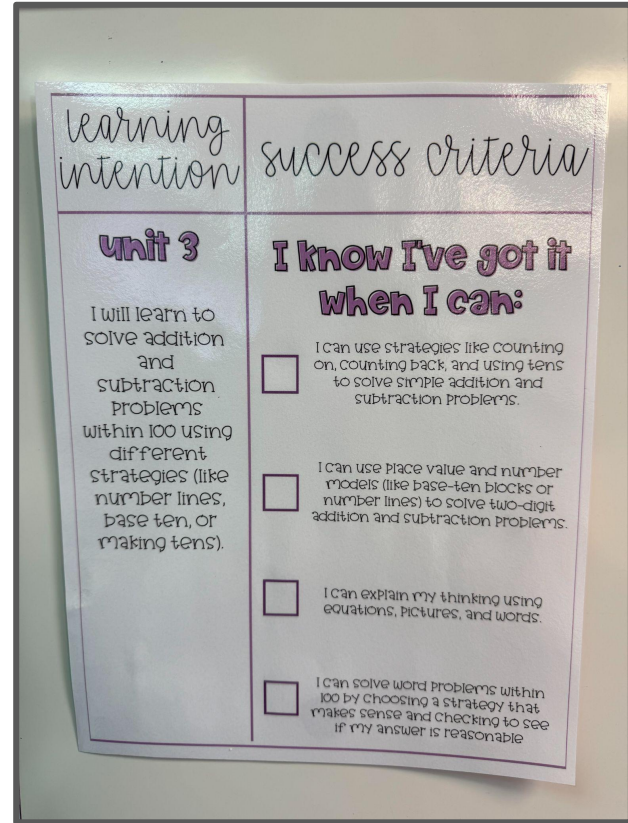 learning
intention
success criteria
unit 3
I will learn to
solve addition
and
subtraction
problems
within 100 using
different
strategies (like
number lines,
base ten, or
making tens).
I know I've got it
when I can:
I can use strategies like counting
on, counting back, and using tens
to solve simple addition and
subtraction problems.
I can use place value and number
models (like base-ten blocks or
number lines) to solve two-digit
addition and subtraction problems.
I can explain my thinking using
equations, pictures, and words.
I can solve word problems within
100 by choosing a strategy that
makes sense and checking to see
if my answer is reasonable